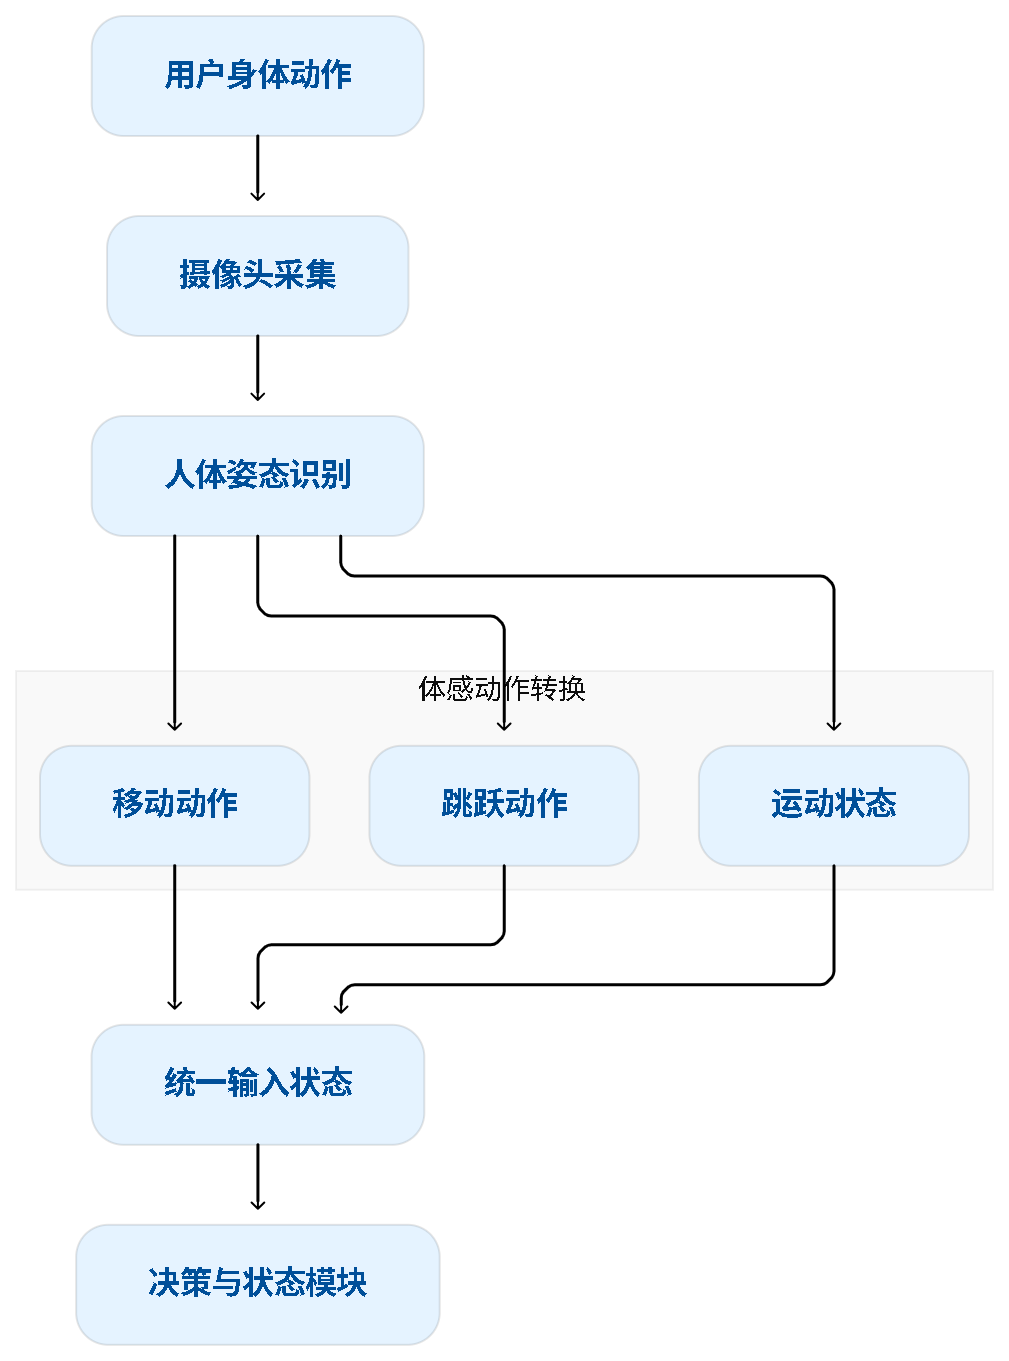 用户身体动作
摄像头采集
人体姿态识别
体感动作转换
移动动作
跳跃动作
运动状态
统一输入状态
决策与状态模块